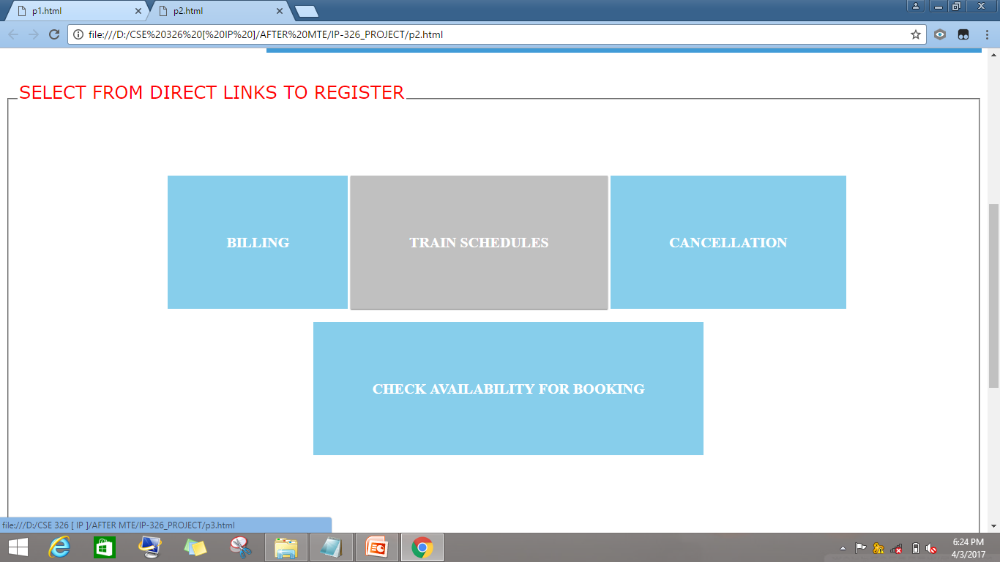 p1.html
p2.html
file:///D:/CSE%20326%20[%20IP%20]/AFTER%20MTE/IP-326_PROJECT/p2.html
SELECT FROM DIRECT LINKS TO REGISTER
BILLING
TRAIN SCHEDULES
CANCELLATION
CHECK AVAILABILITY FOR BOOKING
file:///D:/CSE 326 [ IP ]/AFTER MTE/IP-326_PROJECT/p3.html
6:24 PM
4/3/2017